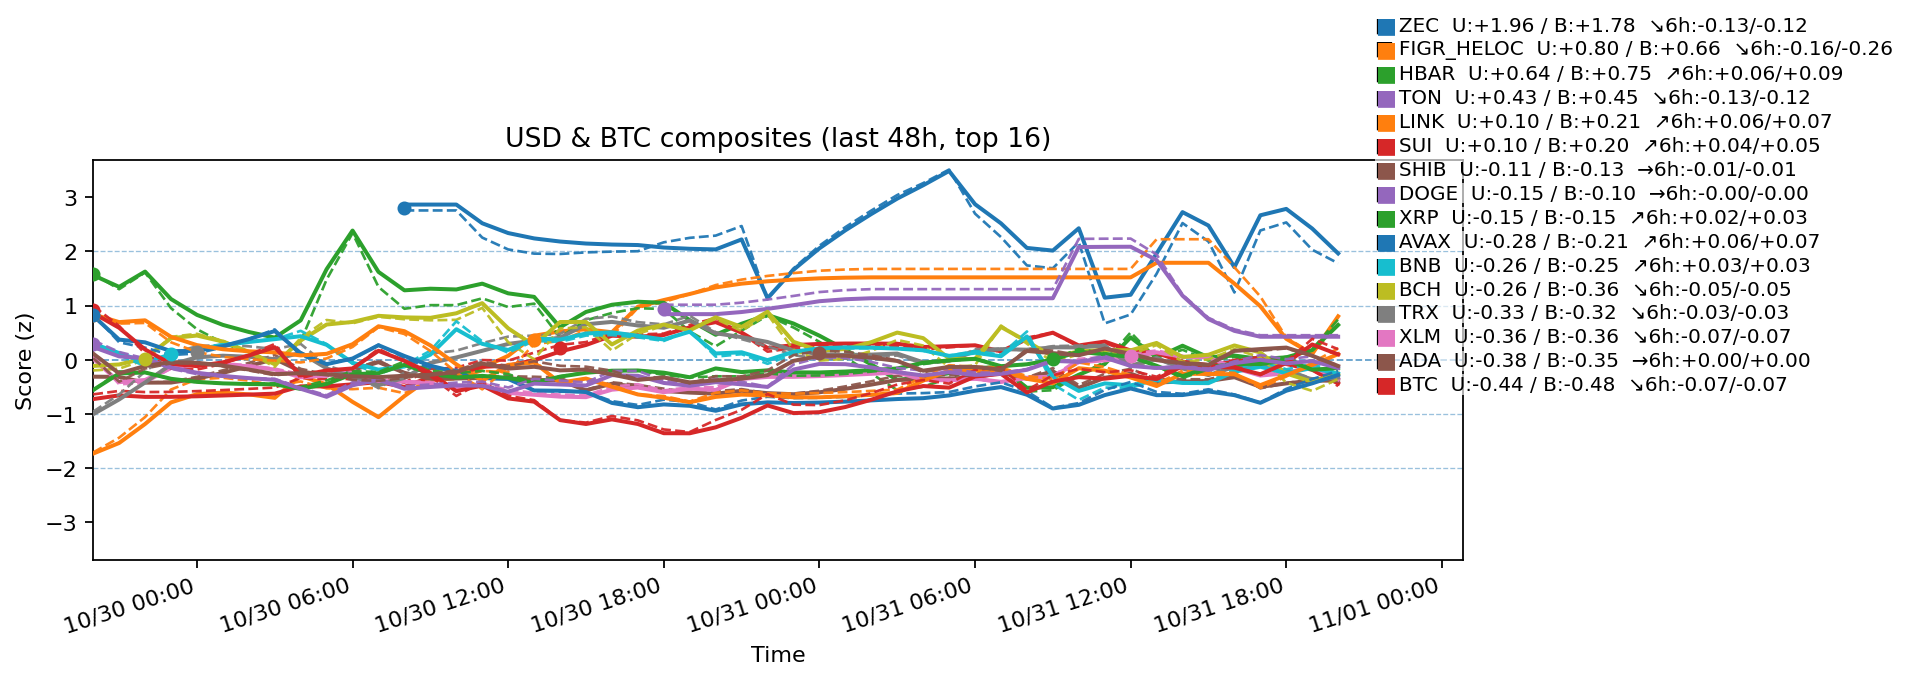 ZEC  U:+1.96 / B:+1.78  ↘6h:-0.13/-0.12
FIGR_HELOC  U:+0.80 / B:+0.66  ↘6h:-0.16/-0.26
HBAR  U:+0.64 / B:+0.75  ↗6h:+0.06/+0.09
TON  U:+0.43 / B:+0.45  ↘6h:-0.13/-0.12
LINK  U:+0.10 / B:+0.21  ↗6h:+0.06/+0.07
SUI  U:+0.10 / B:+0.20  ↗6h:+0.04/+0.05
SHIB  U:-0.11 / B:-0.13  →6h:-0.01/-0.01
DOGE  U:-0.15 / B:-0.10  →6h:-0.00/-0.00
XRP  U:-0.15 / B:-0.15  ↗6h:+0.02/+0.03
AVAX  U:-0.28 / B:-0.21  ↗6h:+0.06/+0.07
BNB  U:-0.26 / B:-0.25  ↗6h:+0.03/+0.03
BCH  U:-0.26 / B:-0.36  ↘6h:-0.05/-0.05
TRX  U:-0.33 / B:-0.32  ↘6h:-0.03/-0.03
XLM  U:-0.36 / B:-0.36  ↘6h:-0.07/-0.07
ADA  U:-0.38 / B:-0.35  →6h:+0.00/+0.00
BTC  U:-0.44 / B:-0.48  ↘6h:-0.07/-0.07
USD & BTC composites (last 48h, top 16)
Score (z)
3
2
1
0
−1
−2
−3
10/30 00:00
10/30 06:00
10/30 12:00
10/30 18:00
10/31 00:00
10/31 06:00
10/31 12:00
10/31 18:00
11/01 00:00
Time